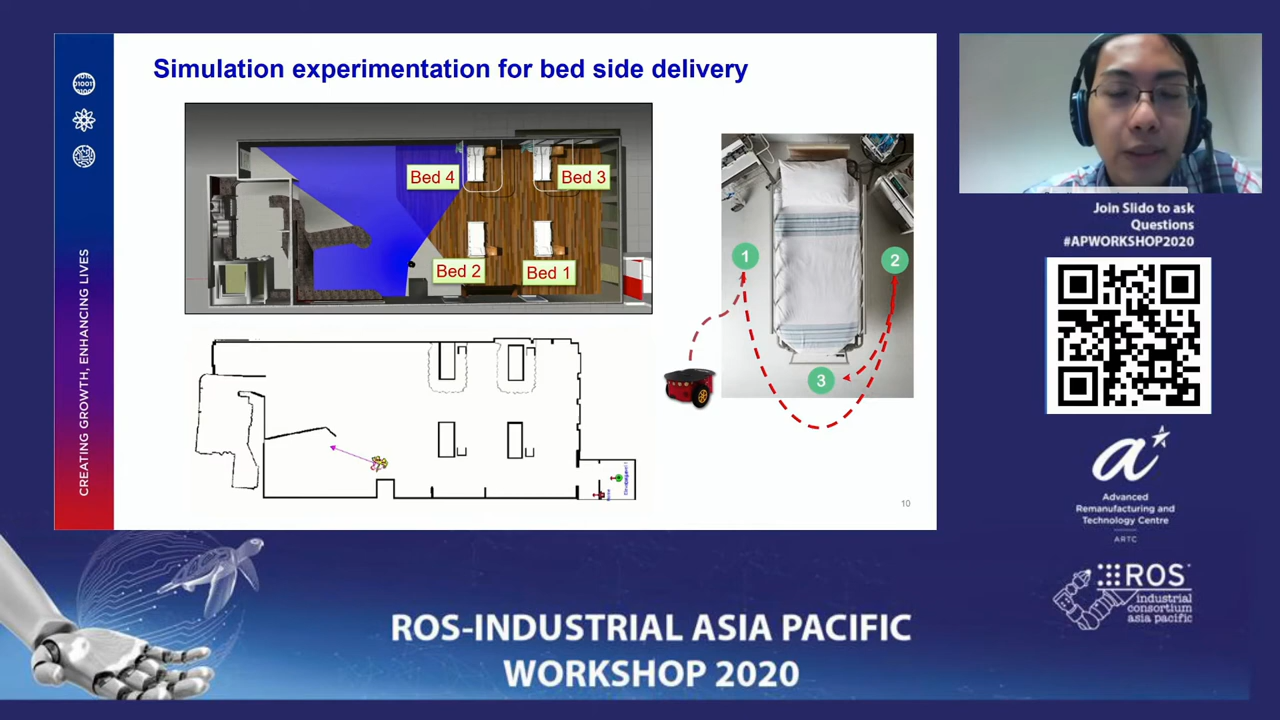 Simulation experimentation for bed side delivery
Bed 4
Bed 3
Bed 2
Bed 1
1
2
3
10
CREATING GROWTH, ENHANCING LIVES
Join Slido to ask
Questions
#APWORKSHOP2020
Advanced
Remanufacturing and
Technology Centre
ARTC
ROS
industrial
consortium
asia pacific
ROS-INDUSTRIAL ASIA PACIFIC
WORKSHOP 2020